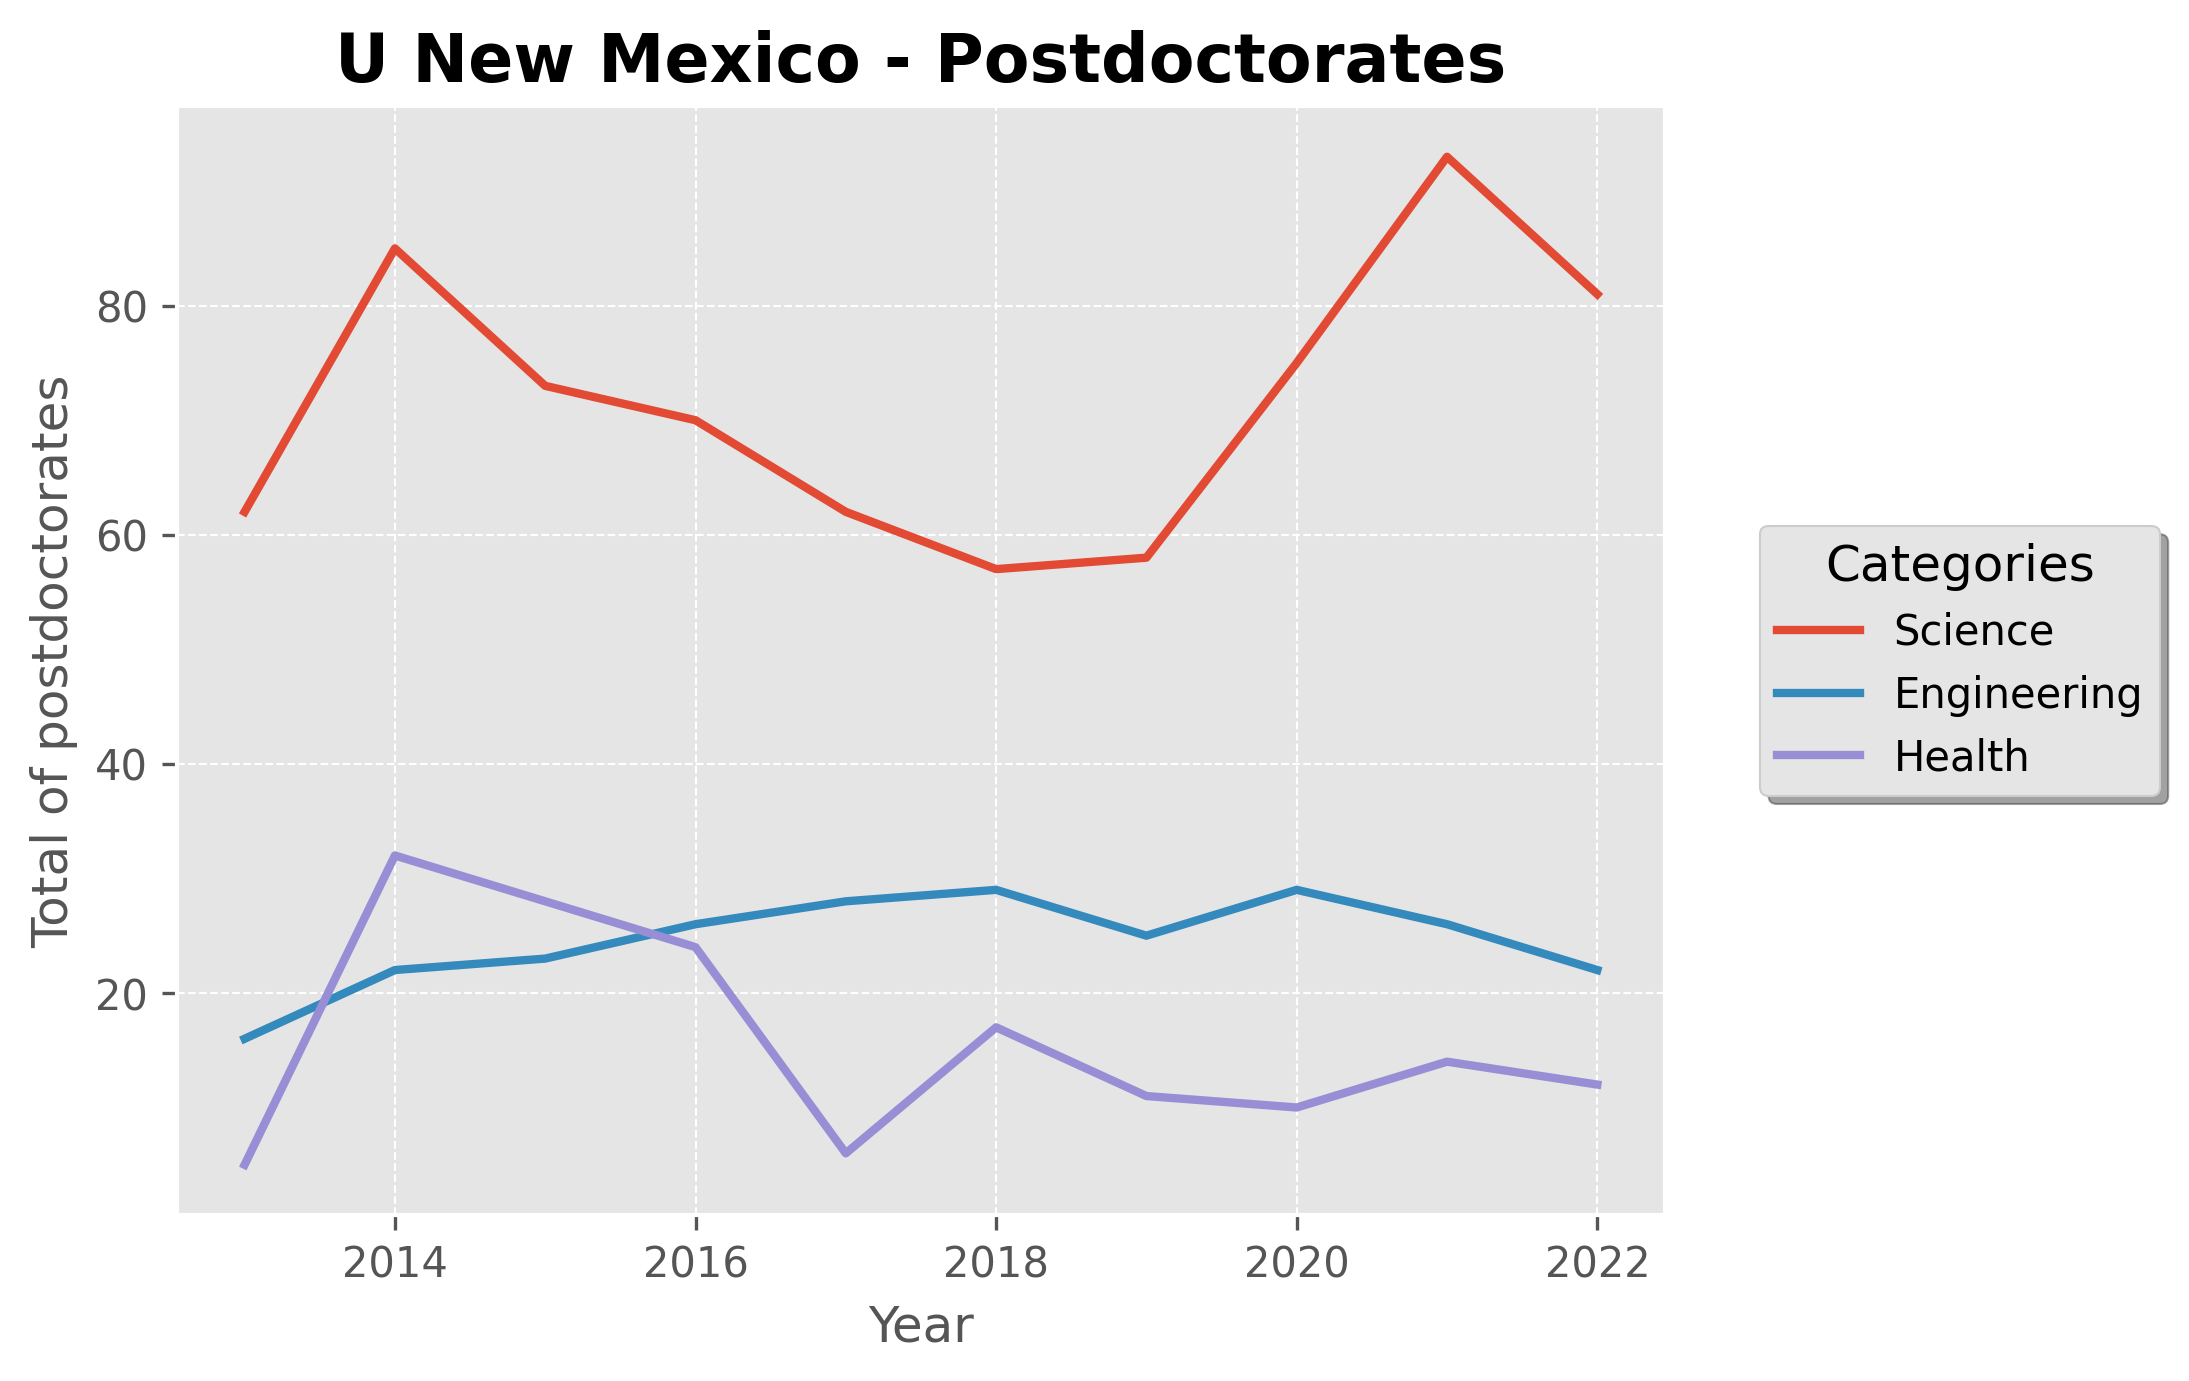 U New Mexico - Postdoctorates
Total of postdoctorates
80
60
40
20
2014
2016
2018
2020
2022
Year
Categories
Science
Engineering
Health